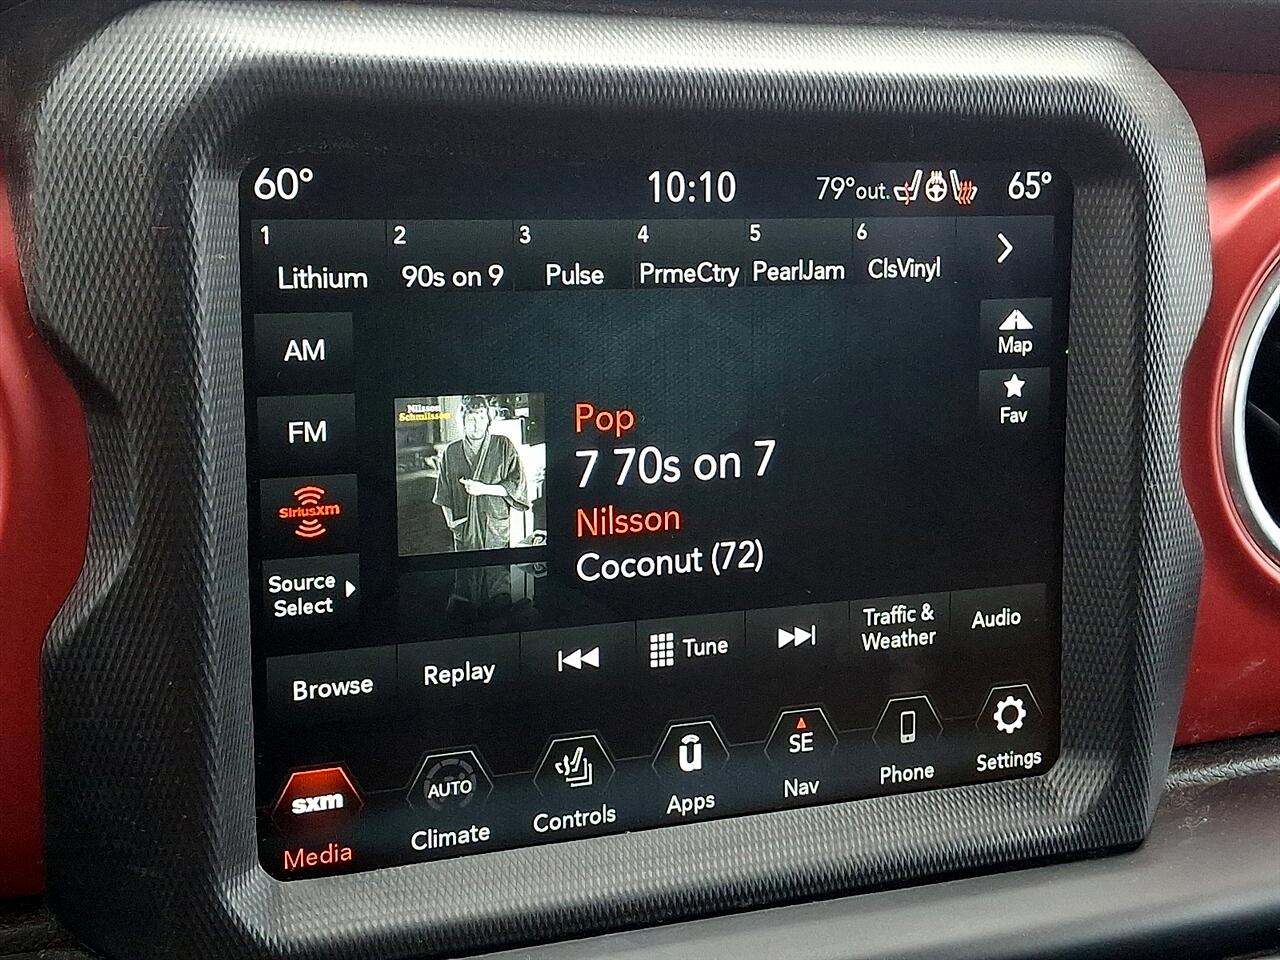 60°
10:10
79°out.
65°
1
Lithium
2
90s on 9
3
Pulse
4
PrmeCtry
5
PearlJam
6
ClsVinyl
AM
FM
SiriusXm
Source
Select
Nilsson
Schmilsson
Pop
7 70s on 7
Nilsson
Coconut (72)
Map
Fav
Browse
Replay
Tune
Traffic &
Weather
Audio
sxm
Media
AUTO
Climate
Controls
u
Apps
SE
Nav
Phone
Settings